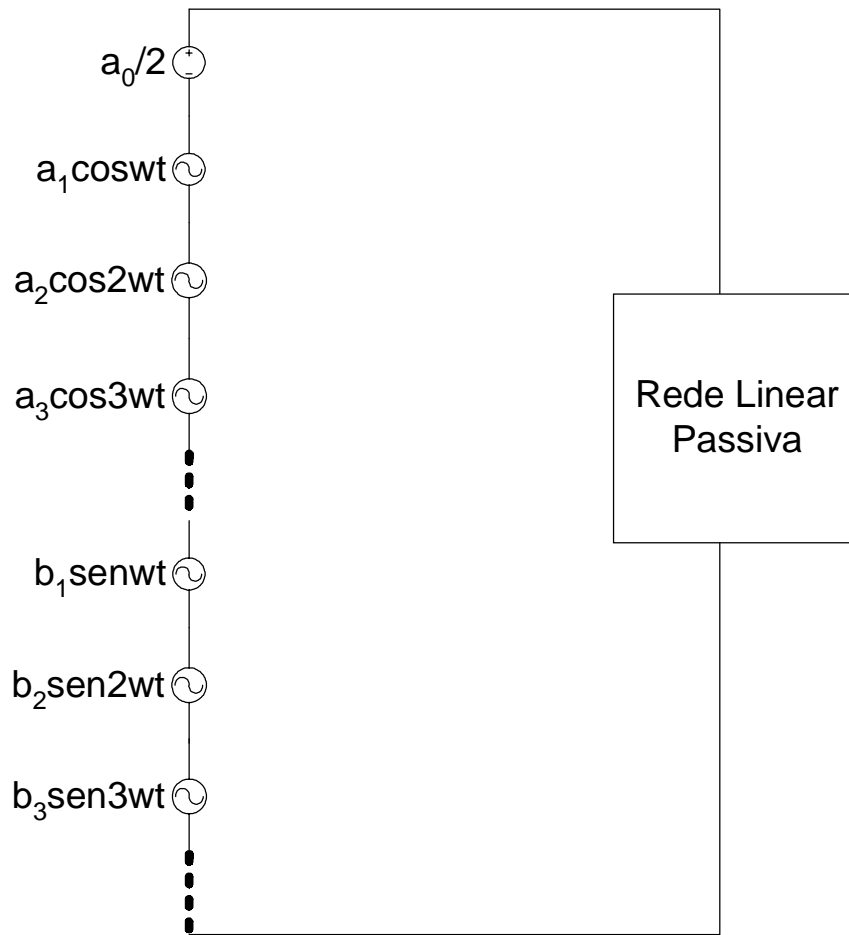 a₀/2
a₁coswt
a₂cos2wt
a₃cos3wt
Rede Linear
Passiva
b₁senwt
b₂sen2wt
b₃sen3wt